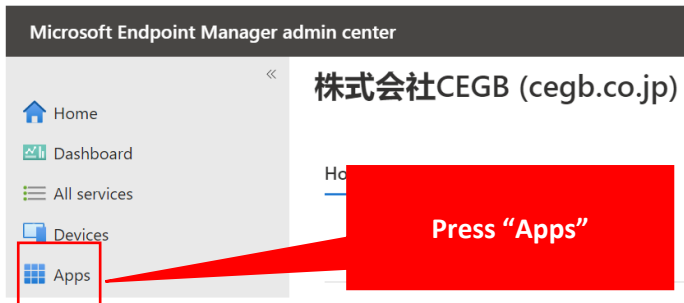 Microsoft Endpoint Manager admin center
«
株式会社CEGB (cegb.co.jp)
Home
Dashboard
All services
Devices
Apps
Ho
Press “Apps”